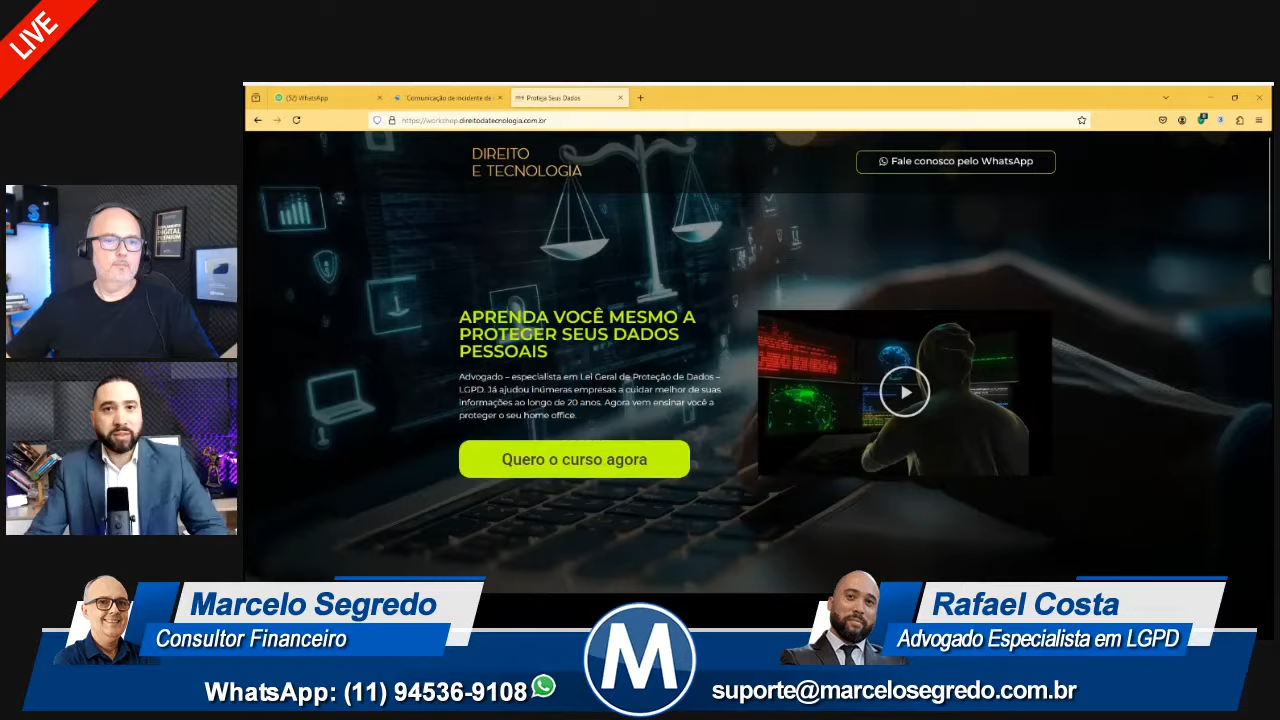 LIVE
(52) WhatsApp
Comunicação de incidente de
Proteja Seus Dados
https://workshop.direitodatecnologia.com.br
DIREITO
E TECNOLOGIA
Fale conosco pelo WhatsApp
APRENDA VOCÊ MESMO A
PROTEGER SEUS DADOS
PESSOAIS
Advogado – especialista em Lei Geral de Proteção de Dados –
LGPD. Já ajudou inúmeras empresas a cuidar melhor de suas
informações ao longo de 20 anos. Agora vem ensinar você a
proteger o seu home office.
Quero o curso agora
Marcelo Segredo
Consultor Financeiro
M
Rafael Costa
Advogado Especialista em LGPD
WhatsApp: (11) 94536-9108
suporte@marcelosegredo.com.br